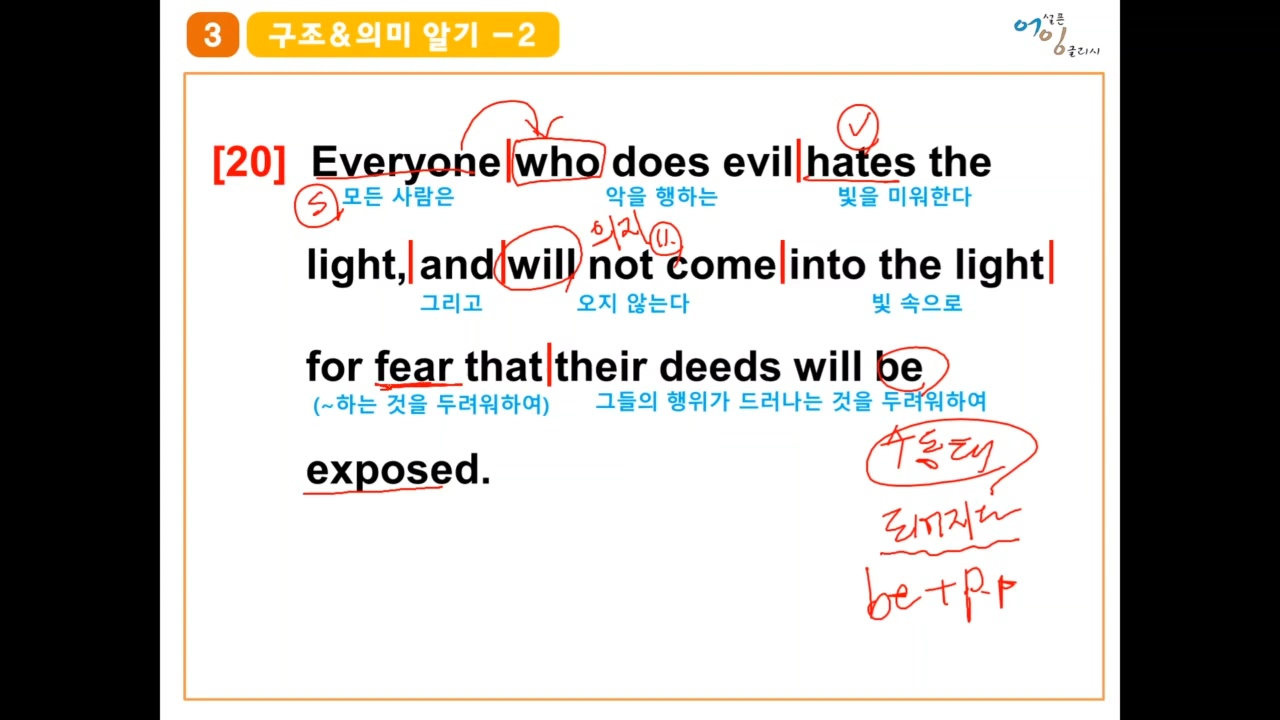 3 구조&의미 알기 -2
어설픈
잉글리시
[20] Everyone who does evil hates the
S 모든 사람은 악을 행하는 빛을 미워한다
의지
light, and will not come into the light
그리고 오지 않는다 빛 속으로
for fear that their deeds will be
(~하는 것을 두려워하여) 그들의 행위가 드러나는 것을 두려워하여
수동태
exposed.
되어지다
be+p.p